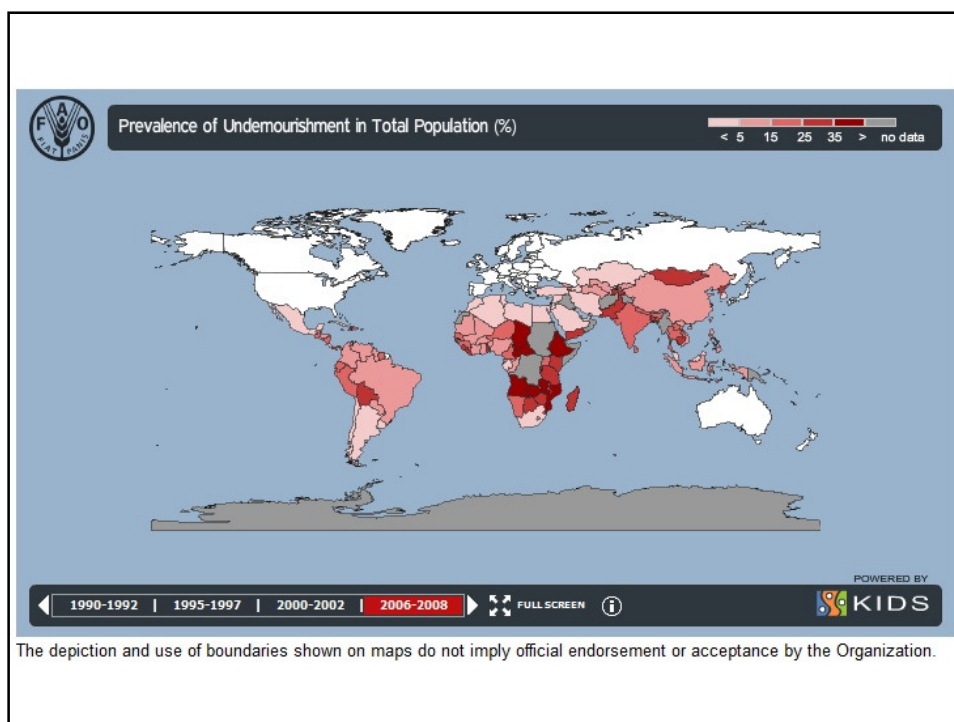 F A O
FIAT PANIS
Prevalence of Undernourishment in Total Population (%)
< 5 15 25 35 > no data
POWERED BY
1990-1992 | 1995-1997 | 2000-2002 | 2006-2008 FULL SCREEN i KIDS
The depiction and use of boundaries shown on maps do not imply official endorsement or acceptance by the Organization.